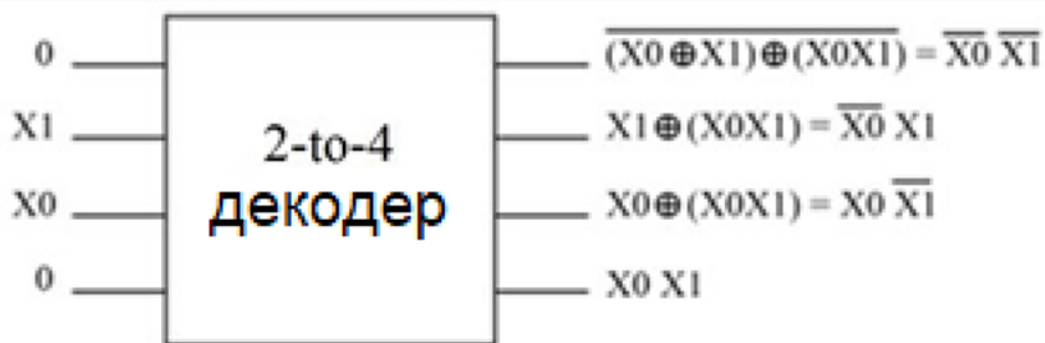 0
X1
X0
0
2-to-4
декодер
(X0⊕X1)⊕(X0X1) = X0 X1
X1⊕(X0X1) = X0 X1
X0⊕(X0X1) = X0 X1
X0 X1